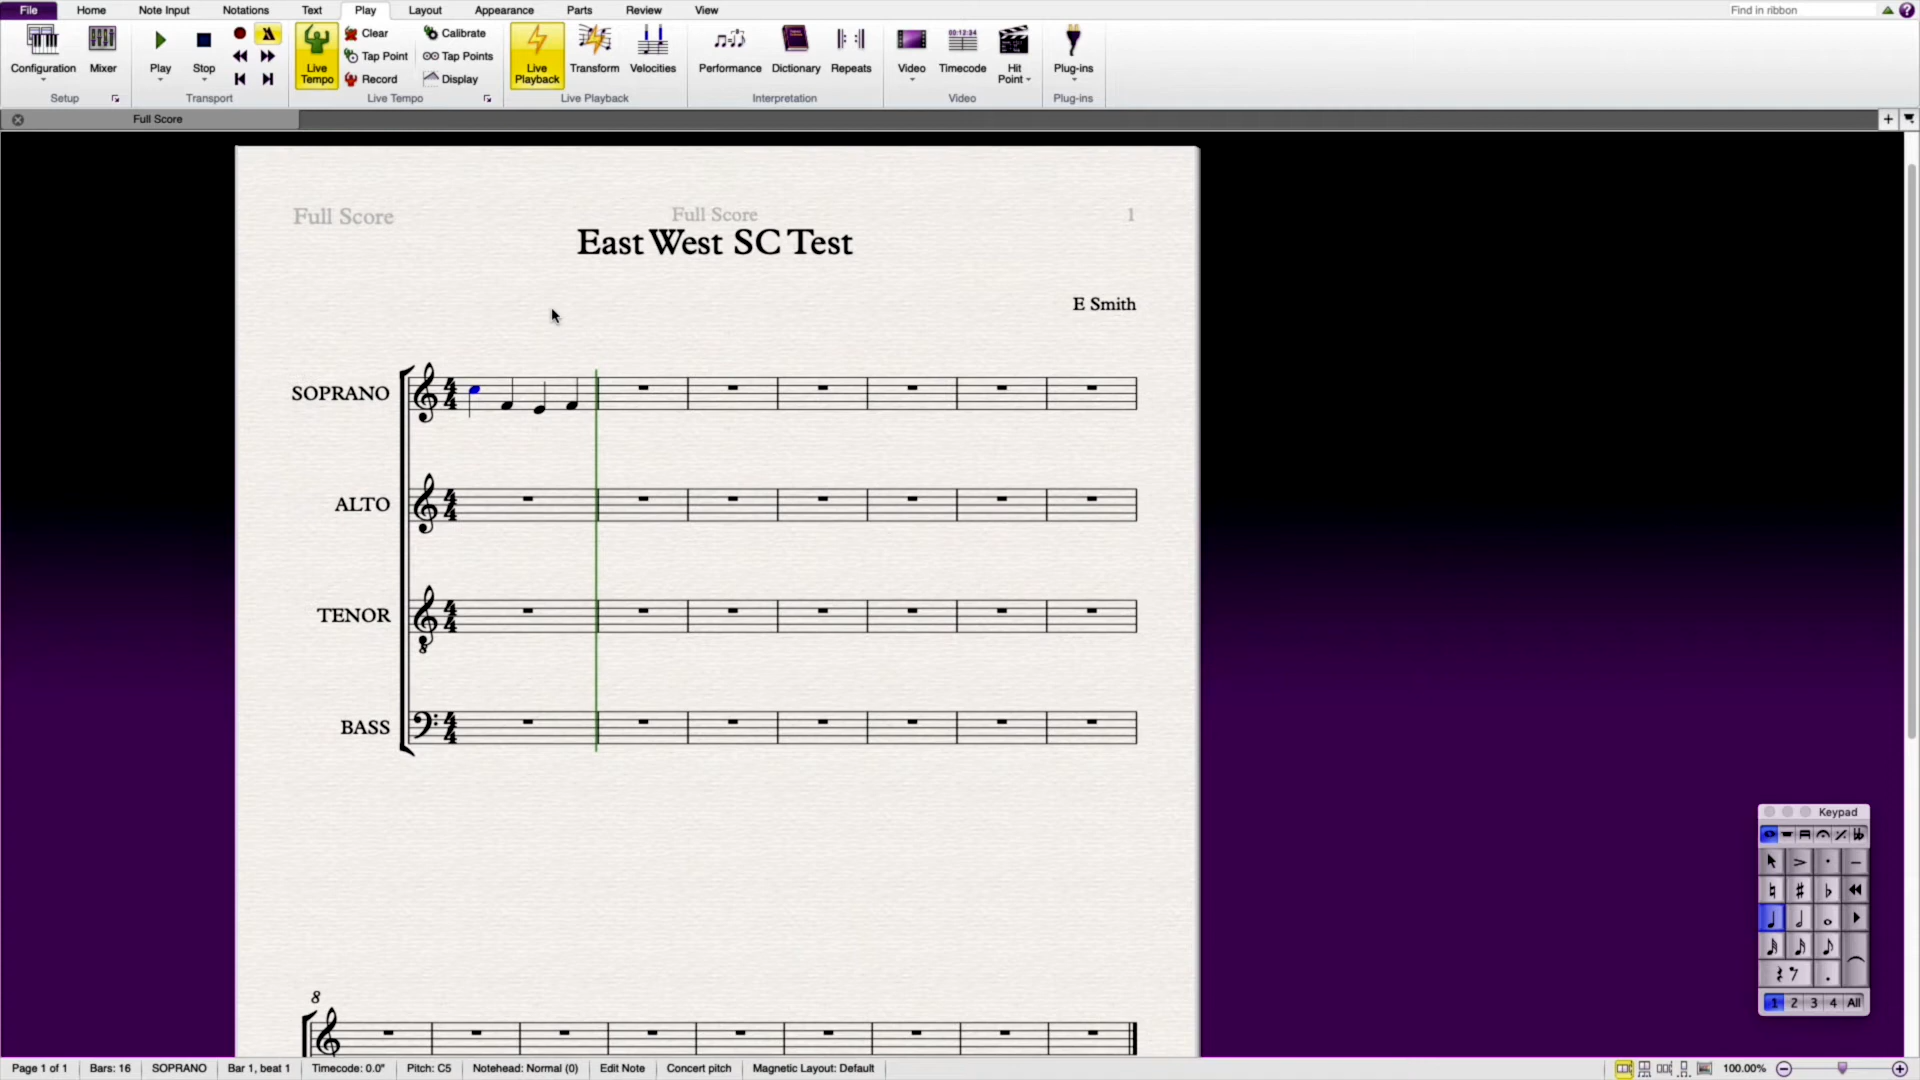 File Home Note Input Notations Text Play Layout Appearance Parts Review View Find in ribbon
Configuration Mixer Play Stop Live Tempo Clear Tap Point Record Calibrate Tap Points Display Live Playback Transform Velocities Performance Dictionary Repeats Video Timecode Hit Point Plug-ins
Setup Transport Live Tempo Live Playback Interpretation Video Plug-ins
Full Score
Full Score Full Score 1
East West SC Test
E Smith
SOPRANO
ALTO
TENOR
BASS
8
Keypad
1 2 3 4 All
Page 1 of 1 Bars: 16 SOPRANO Bar 1, beat 1 Timecode: 0.0" Pitch: C5 Notehead: Normal (0) Edit Note Concert pitch Magnetic Layout: Default 100.00%